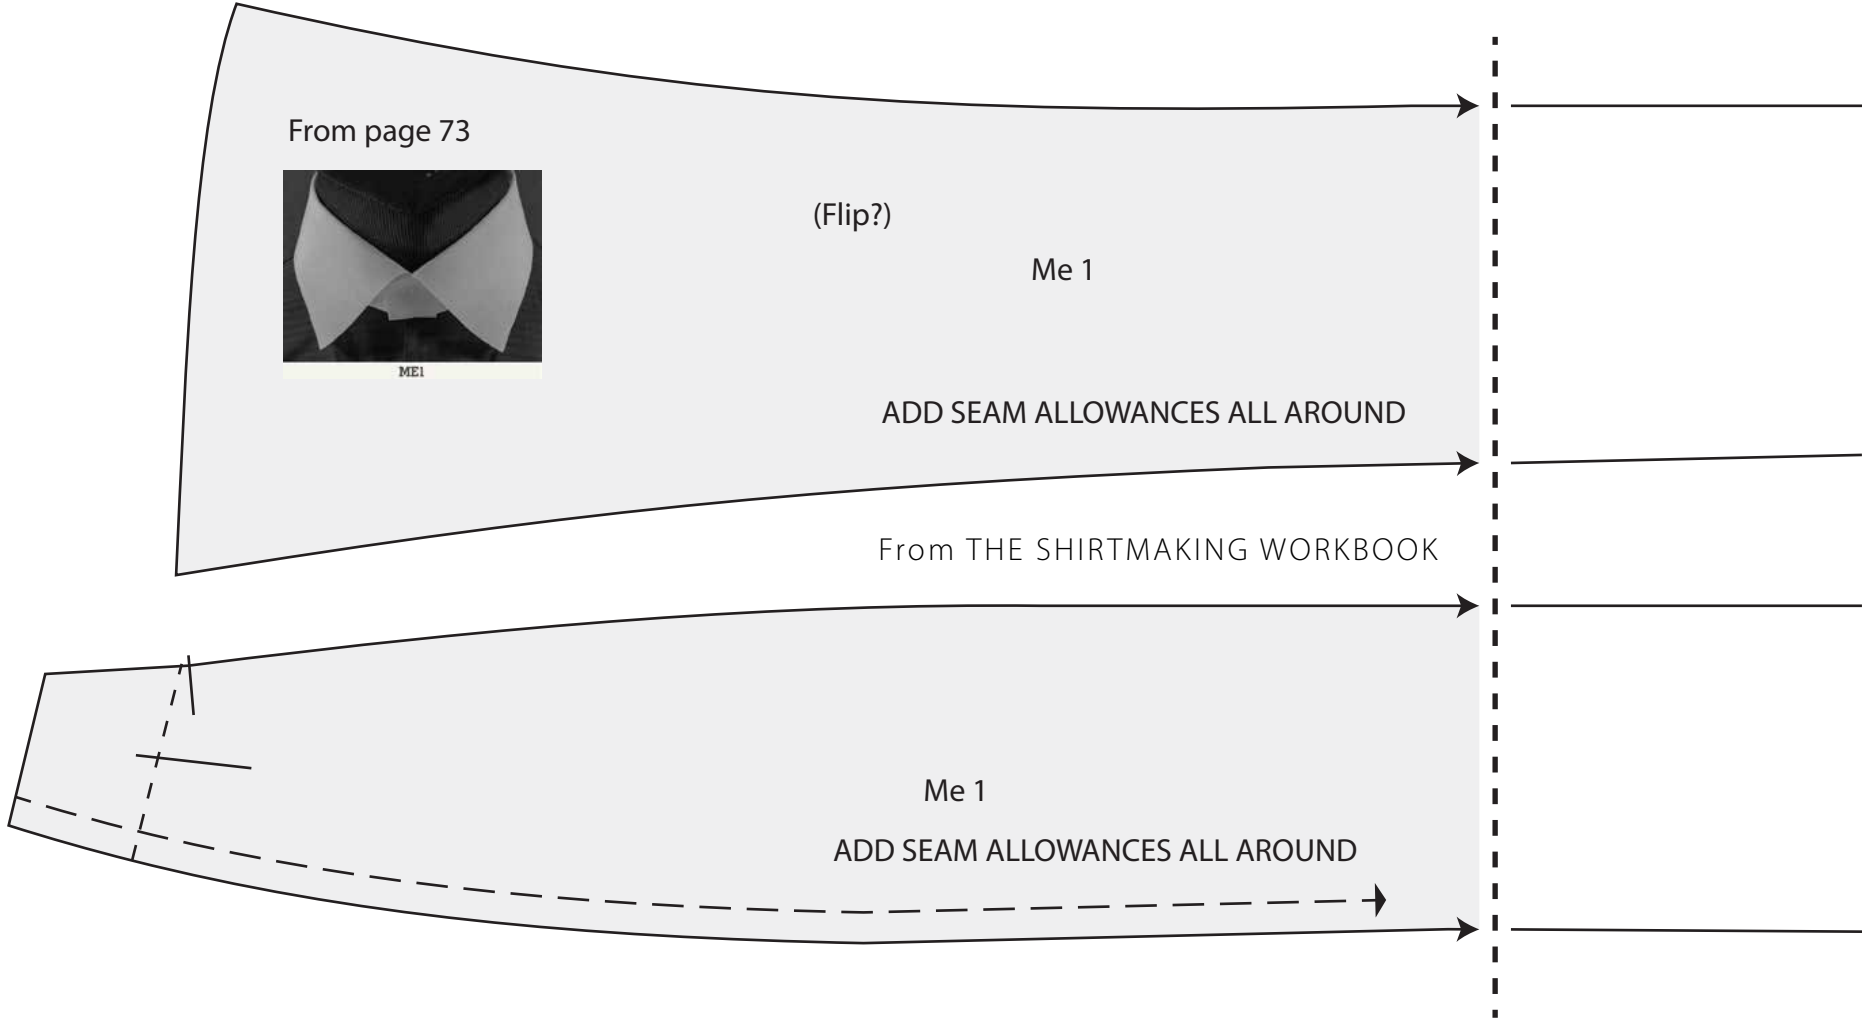 From page 73
(Flip?)
Me 1
ME1
ADD SEAM ALLOWANCES ALL AROUND
From THE SHIRTMAKING WORKBOOK
Me 1
ADD SEAM ALLOWANCES ALL AROUND